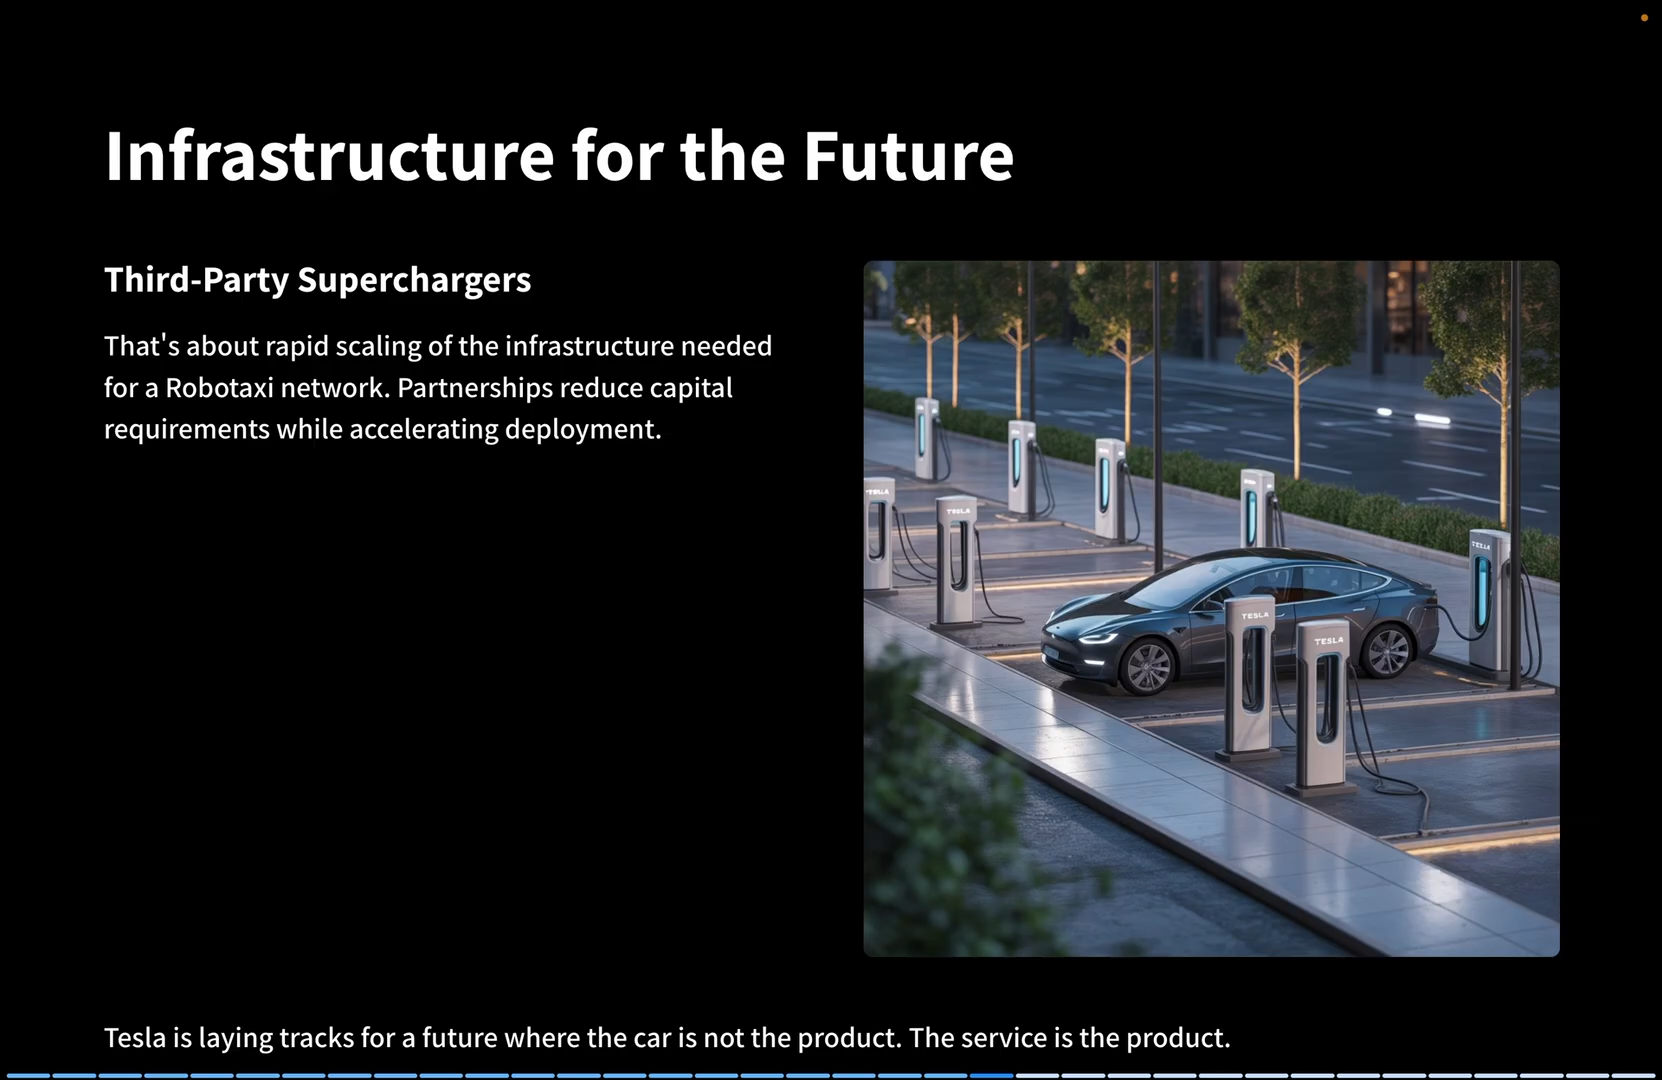 Infrastructure for the Future
Third-Party Superchargers
That's about rapid scaling of the infrastructure needed
for a Robotaxi network. Partnerships reduce capital
requirements while accelerating deployment.
TESLA
TESLA
TESLA
Tesla is laying tracks for a future where the car is not the product. The service is the product.